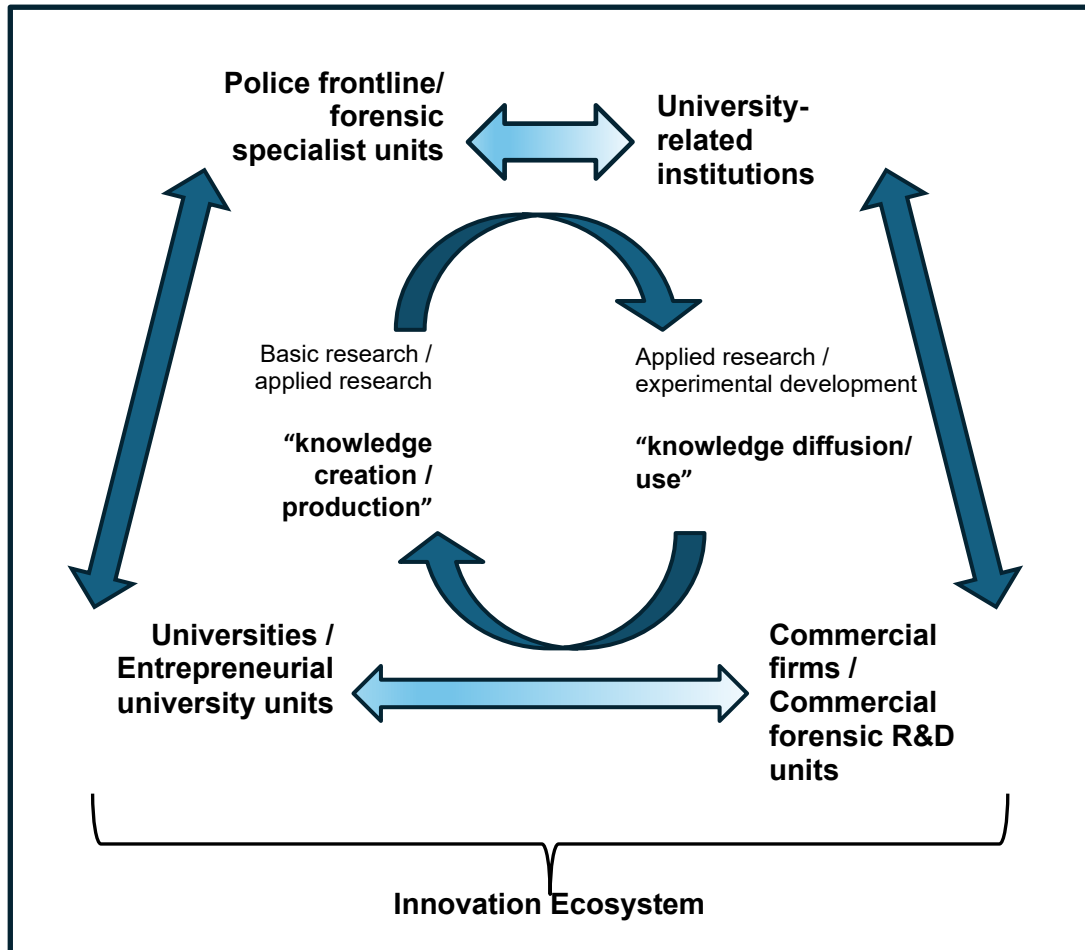 Police frontline/
forensic
specialist units
University-
related
institutions
Basic research /
applied research
“knowledge
creation /
production”
Applied research /
experimental development
“knowledge diffusion/
use”
Universities /
Entrepreneurial
university units
Commercial
firms /
Commercial
forensic R&D
units
Innovation Ecosystem